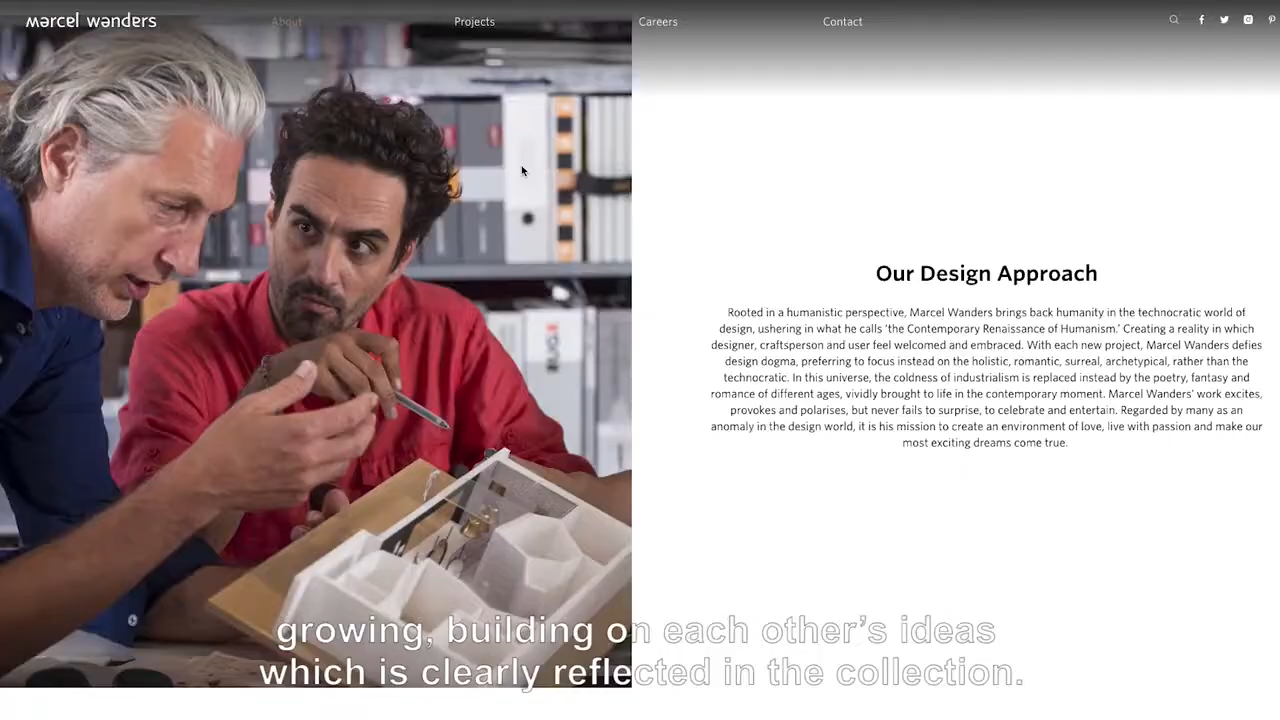 marcel wanders
About
Projects
Careers
Contact
Our Design Approach
Rooted in a humanistic perspective, Marcel Wanders brings back humanity in the technocratic world of
design, ushering in what he calls ‘the Contemporary Renaissance of Humanism.’ Creating a reality in which
designer, craftsperson and user feel welcomed and embraced. With each new project, Marcel Wanders defies
design dogma, preferring to focus instead on the holistic, romantic, surreal, archetypical, rather than the
technocratic. In this universe, the coldness of industrialism is replaced instead by the poetry, fantasy and
romance of different ages, vividly brought to life in the contemporary moment. Marcel Wanders’ work excites,
provokes and polarises, but never fails to surprise, to celebrate and entertain. Regarded by many as an
anomaly in the design world, it is his mission to create an environment of love, live with passion and make our
most exciting dreams come true.
growing, building on each other’s ideas
which is clearly reflected in the collection.